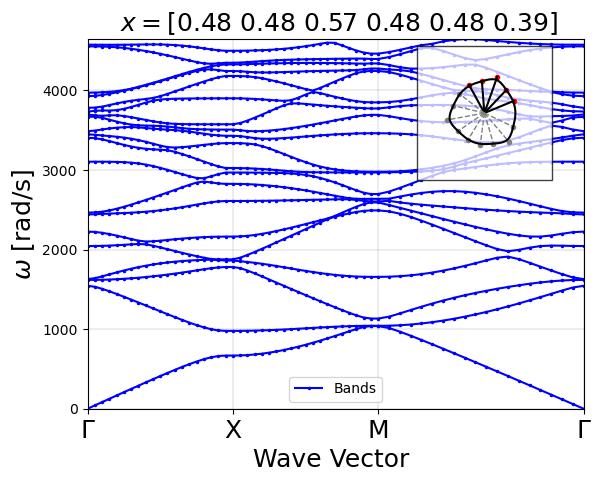 x = [0.48 0.48 0.57 0.48 0.48 0.39]
ω [rad/s]
4000
3000
2000
1000
0
Bands
Γ X M Γ
Wave Vector